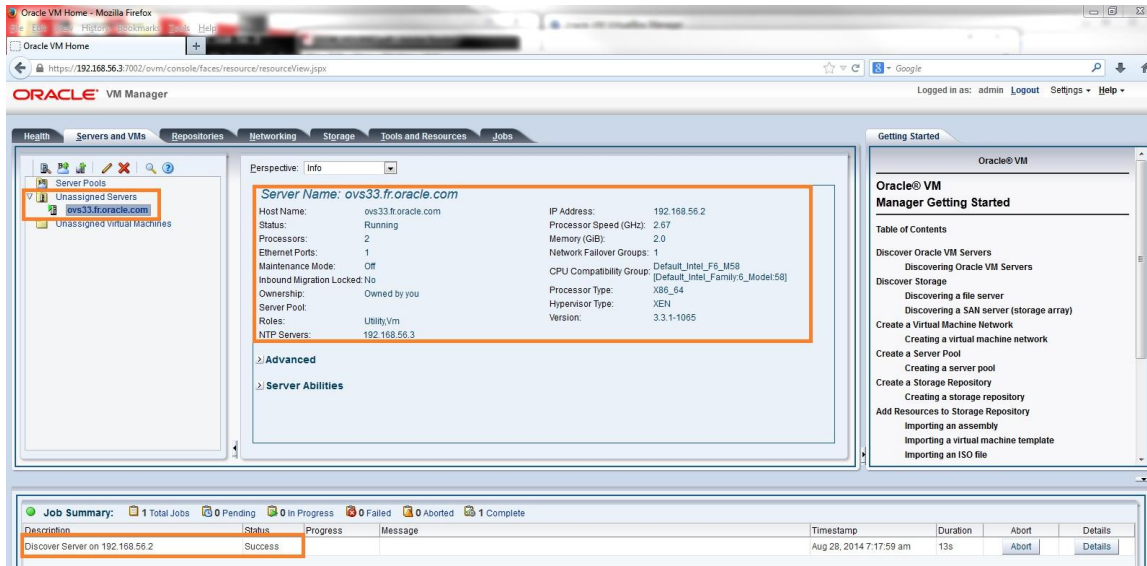 Oracle VM Home - Mozilla Firefox
History Bookmarks Tools Help
Oracle VM Home +
https://192.168.56.3:7002/ovm/console/faces/resource/resourceView.jspx
Google
ORACLE VM Manager
Logged in as: admin Logout Settings Help
Health Servers and VMs Repositories Networking Storage Tools and Resources Jobs
Server Pools
Unassigned Servers
ovs33.fr.oracle.com
Unassigned Virtual Machines
Perspective: Info
Server Name: ovs33.fr.oracle.com
Host Name: ovs33.fr.oracle.com IP Address: 192.168.56.2
Status: Running Processor Speed (GHz): 2.67
Processors: 2 Memory (GiB): 2.0
Ethernet Ports: 1 Network Failover Groups: 1
Maintenance Mode: Off CPU Compatibility Group: Default_Intel_F6_M58
[Default_Intel_Family:6_Model:58]
Inbound Migration Locked: No
Ownership: Owned by you Processor Type: X86_64
Server Pool: Hypervisor Type: XEN
Roles: Utility,Vm Version: 3.3.1-1065
NTP Servers: 192.168.56.3
Advanced
Server Abilities
Getting Started
Oracle® VM
Oracle® VM
Manager Getting Started
Table of Contents
Discover Oracle VM Servers
Discovering Oracle VM Servers
Discover Storage
Discovering a file server
Discovering a SAN server (storage array)
Create a Virtual Machine Network
Creating a virtual machine network
Create a Server Pool
Creating a server pool
Create a Storage Repository
Creating a storage repository
Add Resources to Storage Repository
Importing an assembly
Importing a virtual machine template
Importing an ISO file
Job Summary: 1 Total Jobs 0 Pending 0 In Progress 0 Failed 0 Aborted 1 Complete
Description Status Progress Message Timestamp Duration Abort Details
Discover Server on 192.168.56.2 Success Aug 28, 2014 7:17:59 am 13s Abort Details